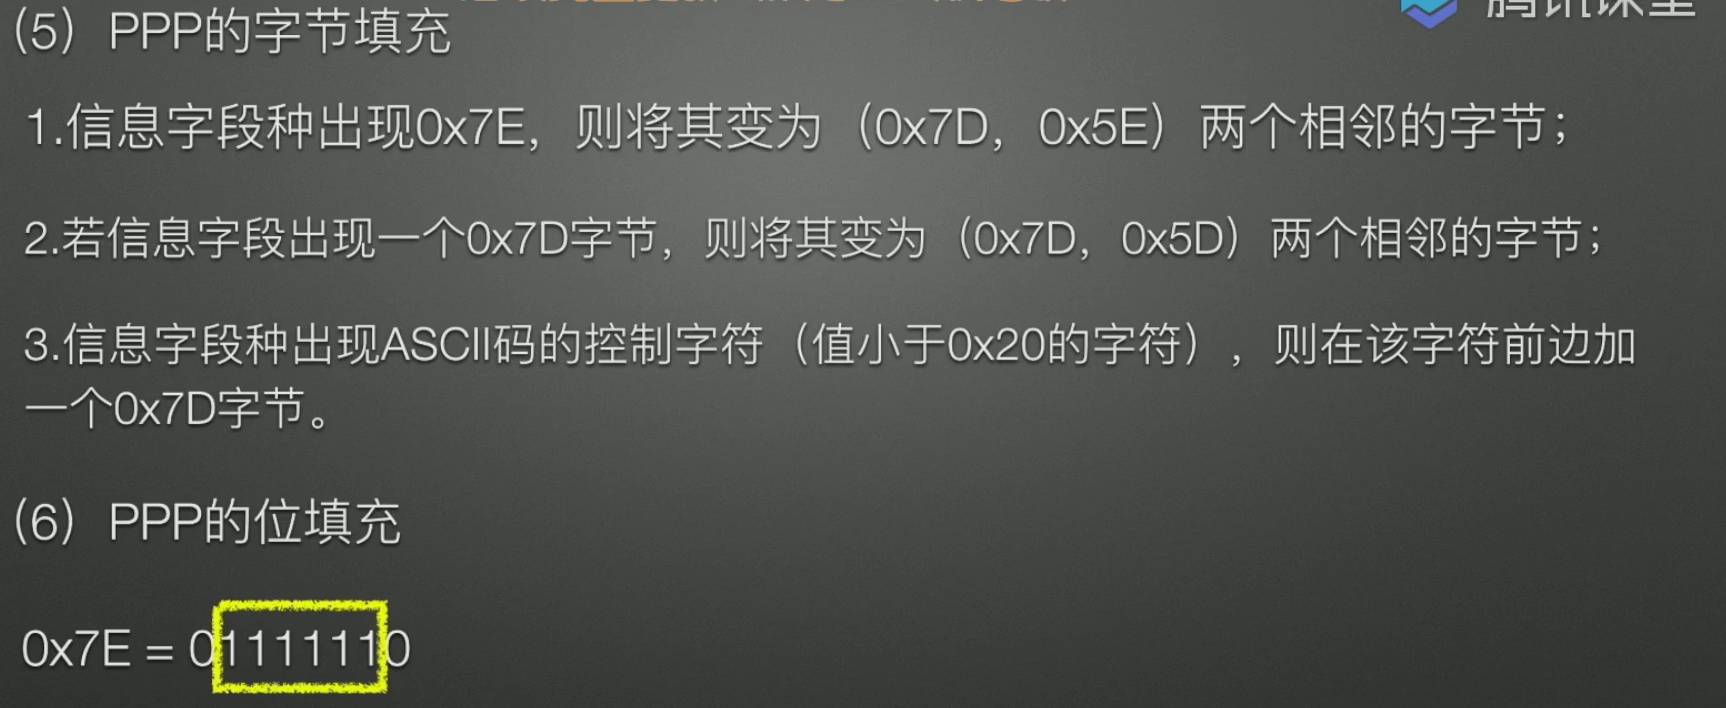 腾讯课堂
（5）PPP的字节填充
1.信息字段种出现0x7E，则将其变为（0x7D，0x5E）两个相邻的字节；
2.若信息字段出现一个0x7D字节，则将其变为（0x7D，0x5D）两个相邻的字节；
3.信息字段种出现ASCII码的控制字符（值小于0x20的字符），则在该字符前边加
一个0x7D字节。
（6）PPP的位填充
0x7E = 01111110